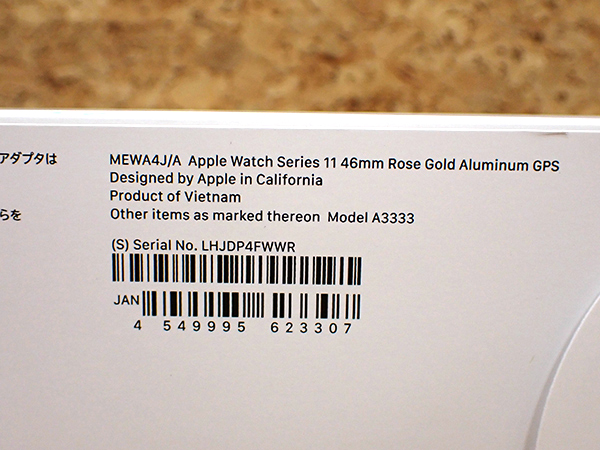 アダプタは
らを
MEWA4J/A Apple Watch Series 11 46mm Rose Gold Aluminum GPS
Designed by Apple in California
Product of Vietnam
Other items as marked thereon Model A3333
(S) Serial No. LHJDP4FWWR
JAN
4 549995 623307